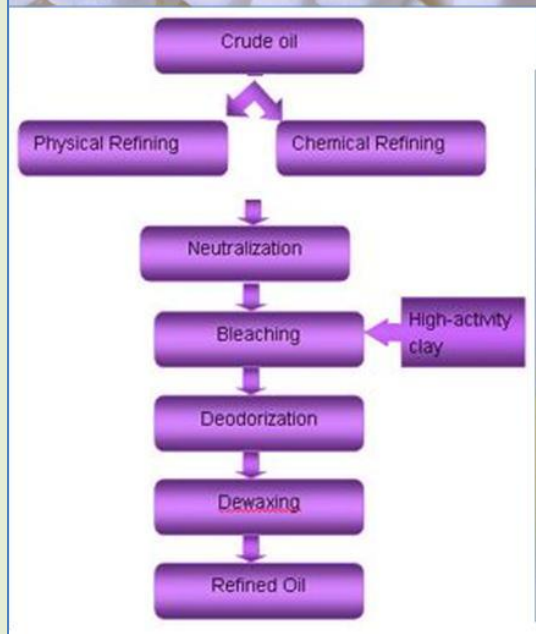 Crude oil
Physical Refining
Chemical Refining
Neutralization
Bleaching
High-activity
clay
Deodorization
Dewaxing
Refined Oil